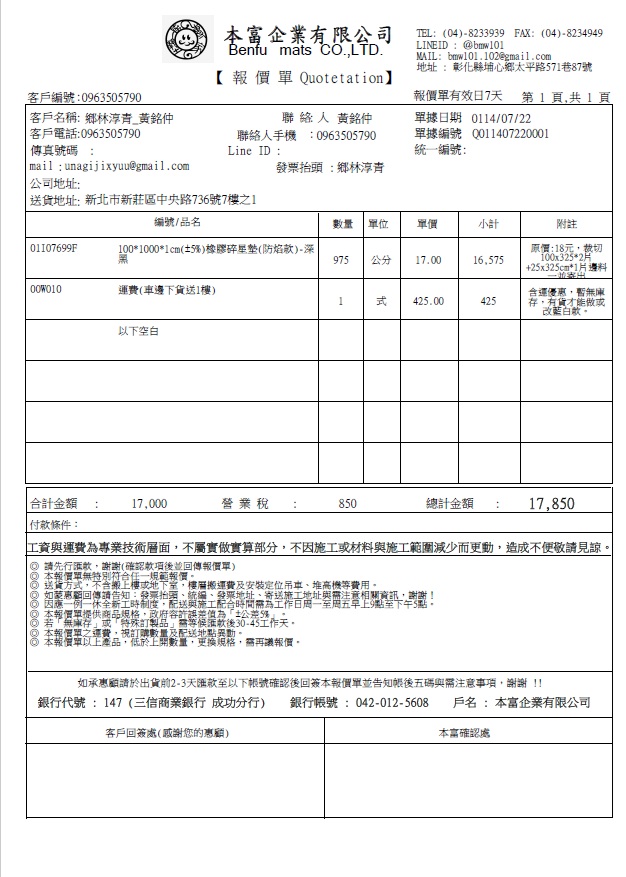 本富企業有限公司
Benfu mats CO.,LTD.
【 報 價 單 Quotetation】
TEL: (04)-8233939 FAX: (04)-8234949
LINEID : @bmw101
MAIL: bmw101.102@gmail.com
地址 : 彰化縣埔心鄉太平路571巷87號
客戶編號:0963505790
報價單有效日7天 第 1 頁,共 1 頁
客戶名稱: 鄉林淳青_黃銘仲 聯 絡 人 黃銘仲 單據日期 0114/07/22
客戶電話:0963505790 聯絡人手機 :0963505790 單據編號 Q011407220001
傳真號碼 : Line ID : 統一編號:
mail :unagijixyuu@gmail.com 發票抬頭 :鄉林淳青
公司地址:
送貨地址: 新北市新莊區中央路736號7樓之1
編號/品名 數量 單位 單價 小計 附註
01I07699F 100*1000*1cm(±5%)橡膠碎星墊(防焰款)-深黑 975 公分 17.00 16,575
原價:18元，裁切
100x325*2片
+25x325cm*1片邊料
一並寄出
00W010 運費(車邊下貨送1樓) 1 式 425.00 425
含運優惠，暫無庫
存，有貨才能做或
改藍白款。
以下空白
合計金額 : 17,000 營 業 稅 : 850 總計金額 : 17,850
付款條件：
工資與運費為專業技術層面，不屬實做實算部分，不因施工或材料與施工範圍減少而更動，造成不便敬請見諒。
◎ 請先行匯款，謝謝(確認款項後並回傳報價單)
◎ 本報價單無特別符合任一規範報價。
◎ 送貨方式，不含搬上樓或地下室，樓層搬運費及安裝定位吊車、堆高機等費用。
◎ 如蒙惠顧回傳請告知：發票抬頭、統編、發票地址、寄送施工地址與需注意相關資訊，謝謝!
◎ 因應一例一休全新工時制度，配送與施工配合時間需為工作日周一至周五早上9點至下午5點。
◎ 本報價單提供商品規格，政府容許誤差值為「±公差5%」。
◎ 若「無庫存」或「特殊訂製品」需等候匯款後30-45工作天。
◎ 本報價單之運費，視訂購數量及配送地點異動。
◎ 本報價單以上產品，低於上開數量，更換規格，需再議報價。
如承惠顧請於出貨前2-3天匯款至以下帳號確認後回簽本報價單並告知帳後五碼與需注意事項，謝謝 !!
銀行代號 : 147 (三信商業銀行 成功分行) 銀行帳號 : 042-012-5608 戶名 : 本富企業有限公司
客戶回簽處(感謝您的惠顧) 本富確認處